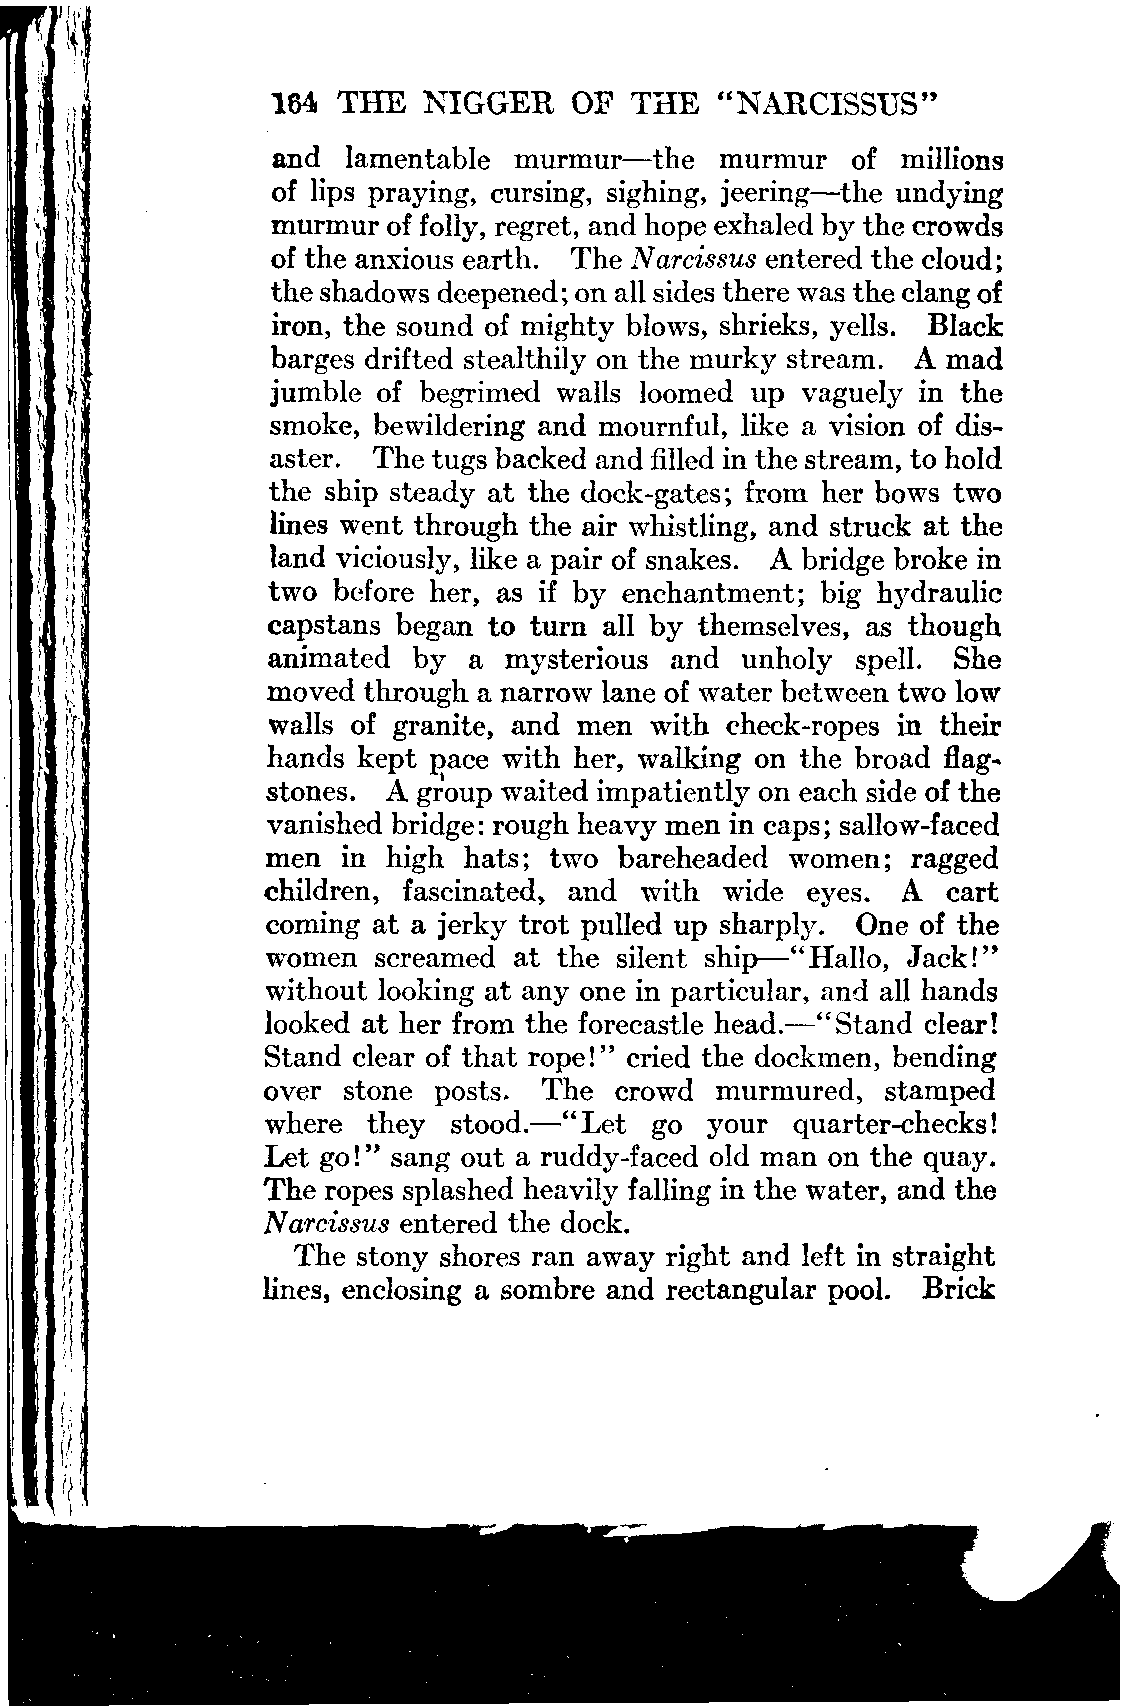 164 THE NIGGER OF THE “NARCISSUS”
and lamentable murmur—the murmur of millions
of lips praying, cursing, sighing, jeering—the undying
murmur of folly, regret, and hope exhaled by the crowds
of the anxious earth. The Narcissus entered the cloud;
the shadows deepened; on all sides there was the clang of
iron, the sound of mighty blows, shrieks, yells. Black
barges drifted stealthily on the murky stream. A mad
jumble of begrimed walls loomed up vaguely in the
smoke, bewildering and mournful, like a vision of dis-
aster. The tugs backed and filled in the stream, to hold
the ship steady at the dock-gates; from her bows two
lines went through the air whistling, and struck at the
land viciously, like a pair of snakes. A bridge broke in
two before her, as if by enchantment; big hydraulic
capstans began to turn all by themselves, as though
animated by a mysterious and unholy spell. She
moved through a narrow lane of water between two low
walls of granite, and men with check-ropes in their
hands kept pace with her, walking on the broad flag-
stones. A group waited impatiently on each side of the
vanished bridge: rough heavy men in caps; sallow-faced
men in high hats; two bareheaded women; ragged
children, fascinated, and with wide eyes. A cart
coming at a jerky trot pulled up sharply. One of the
women screamed at the silent ship—“Hallo, Jack!”
without looking at any one in particular, and all hands
looked at her from the forecastle head.—“Stand clear!
Stand clear of that rope!” cried the dockmen, bending
over stone posts. The crowd murmured, stamped
where they stood.—“Let go your quarter-checks!
Let go!” sang out a ruddy-faced old man on the quay.
The ropes splashed heavily falling in the water, and the
Narcissus entered the dock.
The stony shores ran away right and left in straight
lines, enclosing a sombre and rectangular pool. Brick